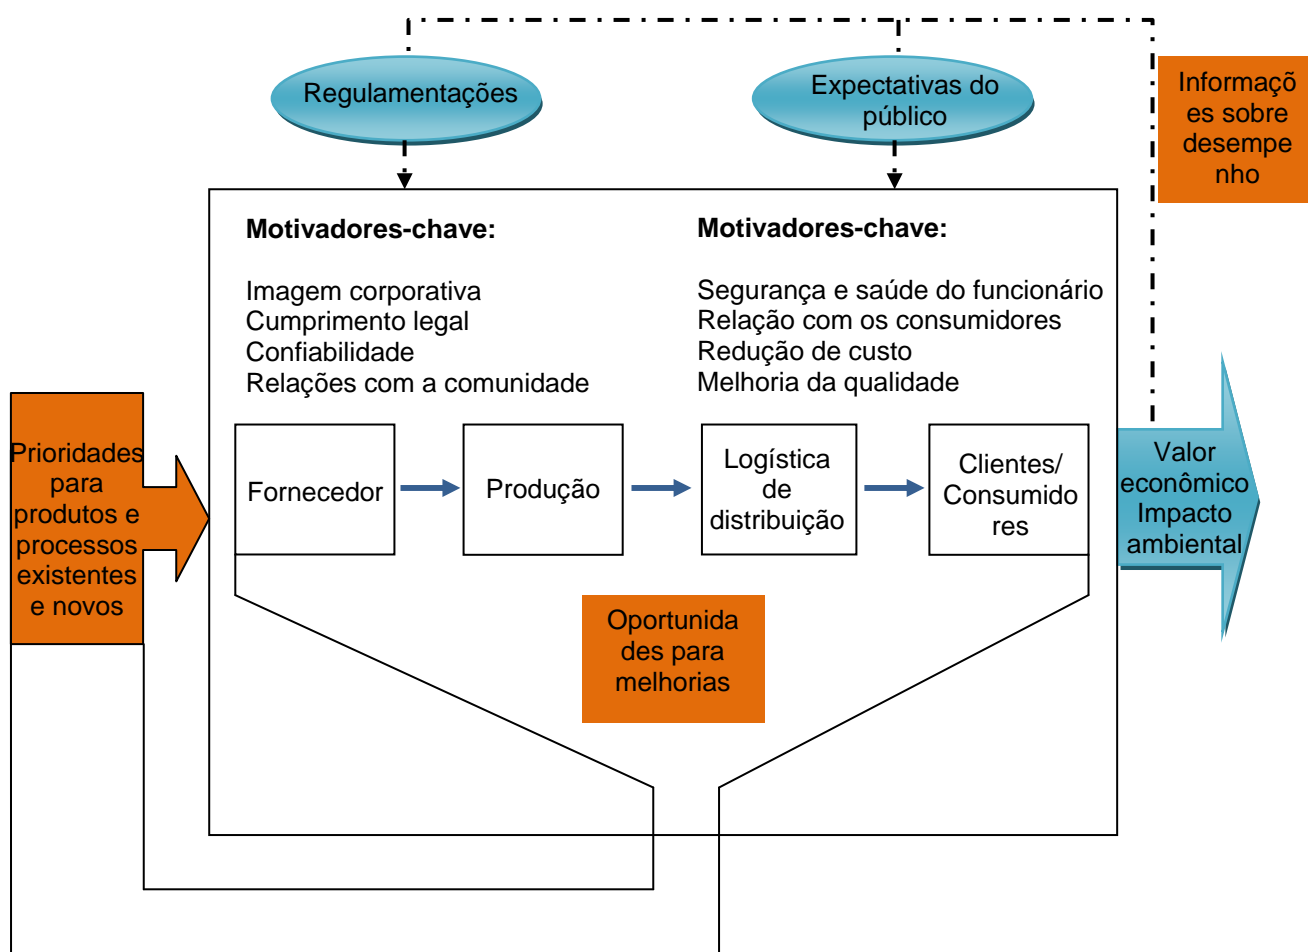 Regulamentações
Expectativas do
público
Informaçõ
es sobre
desempe
nho
Motivadores-chave:
Imagem corporativa
Cumprimento legal
Confiabilidade
Relações com a comunidade
Motivadores-chave:
Segurança e saúde do funcionário
Relação com os consumidores
Redução de custo
Melhoria da qualidade
Prioridades
para
produtos e
processos
existentes
e novos
Fornecedor
Produção
Logística
de
distribuição
Clientes/
Consumido
res
Valor
econômico
Impacto
ambiental
Oportunida
des para
melhorias